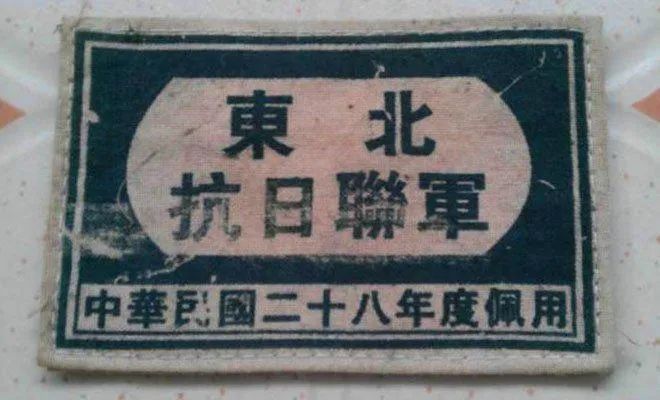 東北
抗日聯軍
中華民國二十八年度佩用